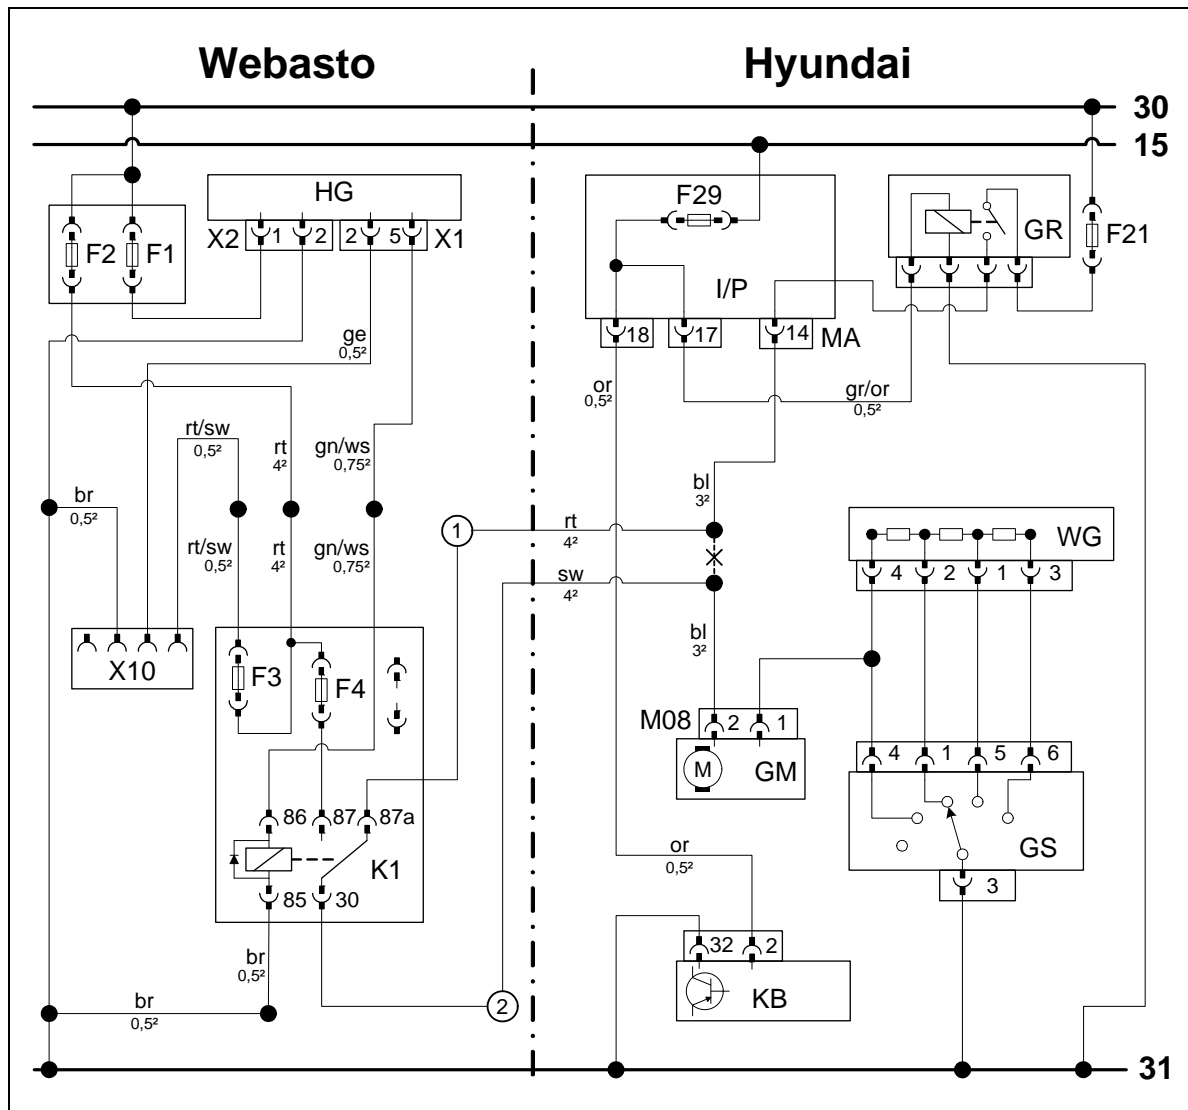 Webasto Hyundai
30
15
HG
F29
GR
F21
F2 F1
X2 1 2 2 5 X1
I/P
18 17 14 MA
ge
0,5²
or
0,5²
gr/or
0,5²
rt/sw
0,5²
rt
4²
gn/ws
0,75²
bl
3²
br
0,5²
1
rt
4²
WG
rt/sw
0,5²
rt
4²
gn/ws
0,75²
sw
4²
4 2 1 3
bl
3²
X10
F3
F4
M08 2 1
M
GM
4 1 5 6
86 87 87a
K1
85 30
or
0,5²
GS
3
br
0,5²
32 2
KB
br
0,5²
2
31